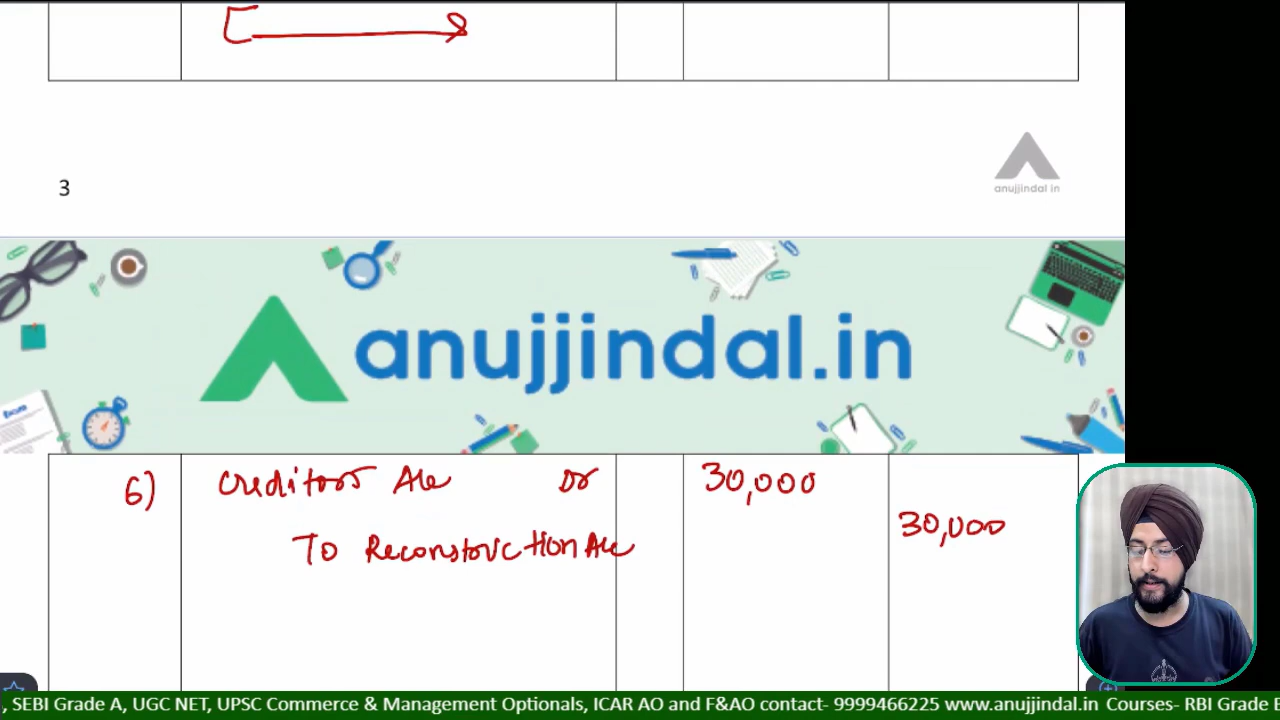 3
anujjindal.in
anujjindal.in
6) Creditors A/c Dr 30,000
To Reconstruction A/c 30,000
, SEBI Grade A, UGC NET, UPSC Commerce & Management Optionals, ICAR AO and F&AO contact- 9999466225 www.anujjindal.in Courses- RBI Grade